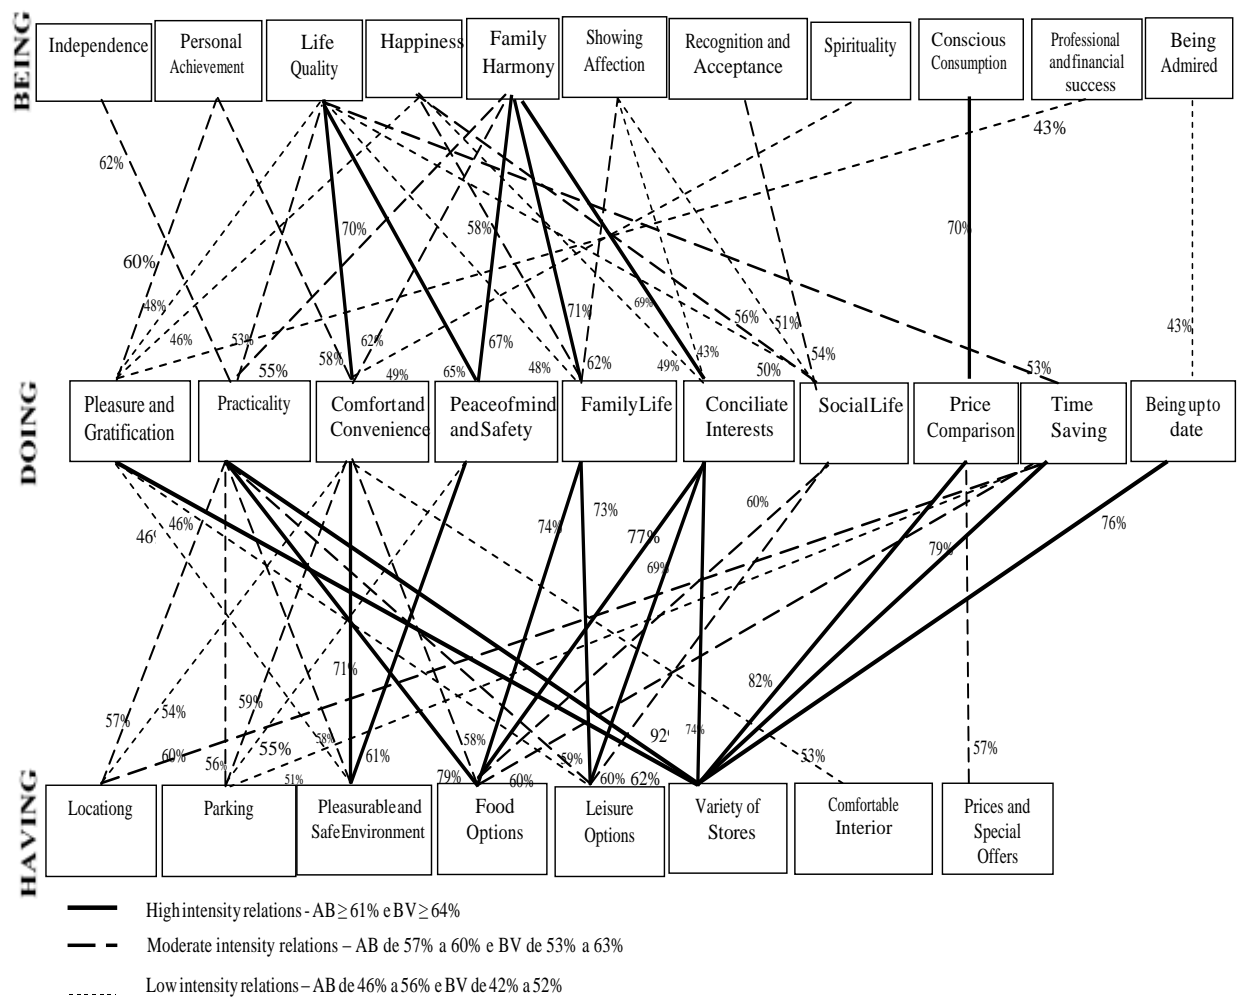 BEING
Independence
Personal
Achievement
Life
Quality
Happiness
Family
Harmony
Showing
Affection
Recognition and
Acceptance
Spirituality
Conscious
Consumption
Professional
and financial
success
Being
Admired
43%
62%
70%
58%
70%
60%
48%
71%
69%
56%
51%
43%
46%
53%
58%
62%
67%
54%
55%
49%
65%
48%
62%
49%
43%
50%
53%
DOING
Pleasure and
Gratification
Practicality
Comfort and
Convenience
Peace of mind
and Safety
Family Life
Conciliate
Interests
Social Life
Price
Comparison
Time
Saving
Being up to
date
46%
46%
74%
73%
77%
69%
60%
79%
76%
71%
82%
57%
54%
59%
60%
56%
55%
58%
51%
61%
58%
79%
60%
59%
60%
62%
92%
74%
53%
57%
HAVING
Locationg
Parking
Pleasurable and
Safe Environment
Food
Options
Leisure
Options
Variety of
Stores
Comfortable
Interior
Prices and
Special
Offers
High intensity relations - AB ≥ 61% e BV ≥ 64%
Moderate intensity relations – AB de 57% a 60% e BV de 53% a 63%
Low intensity relations – AB de 46% a 56% e BV de 42% a 52%